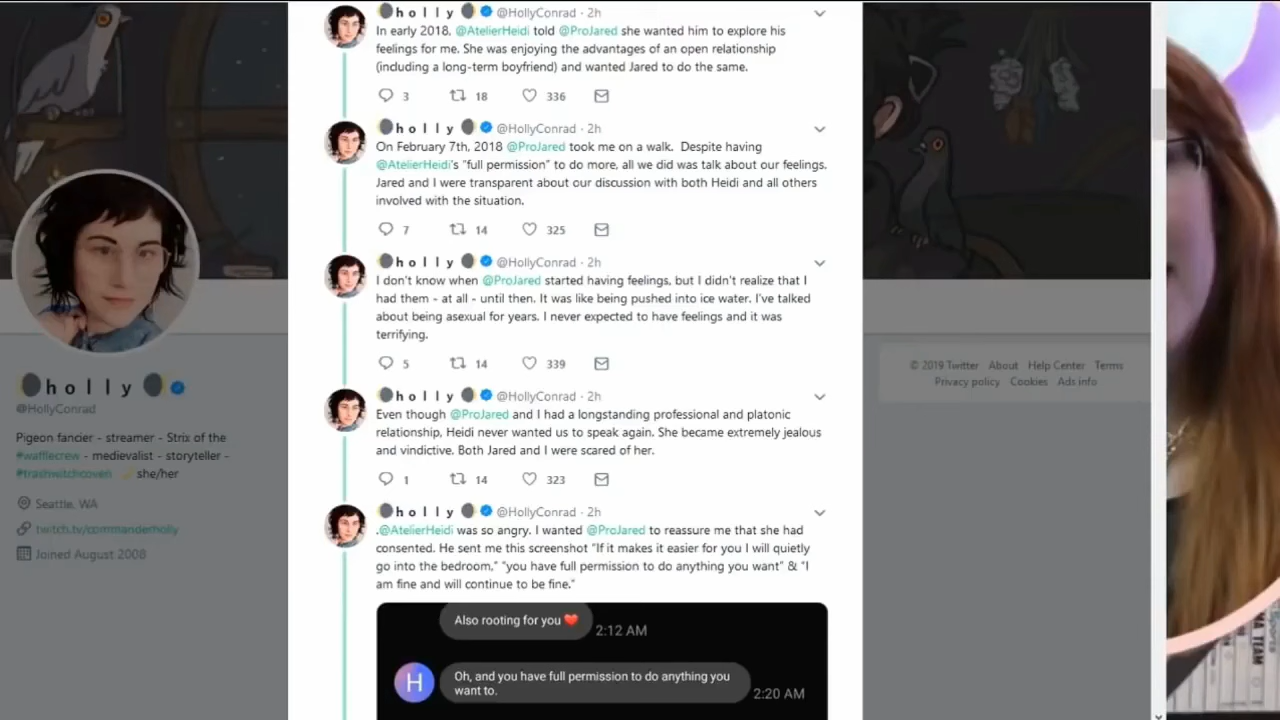 h o l l y @HollyConrad · 2h
In early 2018, @AtelierHeidi told @ProJared she wanted him to explore his
feelings for me. She was enjoying the advantages of an open relationship
(including a long-term boyfriend) and wanted Jared to do the same.
3 18 336
h o l l y @HollyConrad · 2h
On February 7th, 2018 @ProJared took me on a walk. Despite having
@AtelierHeidi's "full permission" to do more, all we did was talk about our feelings.
Jared and I were transparent about our discussion with both Heidi and all others
involved with the situation.
7 14 325
h o l l y @HollyConrad · 2h
I don't know when @ProJared started having feelings, but I didn't realize that I
had them - at all - until then. It was like being pushed into ice water. I've talked
about being asexual for years. I never expected to have feelings and it was
terrifying.
5 14 339
h o l l y @HollyConrad · 2h
Even though @ProJared and I had a longstanding professional and platonic
relationship, Heidi never wanted us to speak again. She became extremely jealous
and vindictive. Both Jared and I were scared of her.
1 14 323
h o l l y @HollyConrad · 2h
.@AtelierHeidi was so angry. I wanted @ProJared to reassure me that she had
consented. He sent me this screenshot "If it makes it easier for you I will quietly
go into the bedroom," "you have full permission to do anything you want" & "I
am fine and will continue to be fine."
Also rooting for you ❤️ 2:12 AM
H
Oh, and you have full permission to do anything you
want to. 2:20 AM
h o l l y
@HollyConrad
Pigeon fancier - streamer - Strix of the
#wafflecrew - medievalist - storyteller -
#trashwitchcoven she/her
Seattle, WA
twitch.tv/commanderholly
Joined August 2008
© 2019 Twitter About Help Center Terms
Privacy policy Cookies Ads info